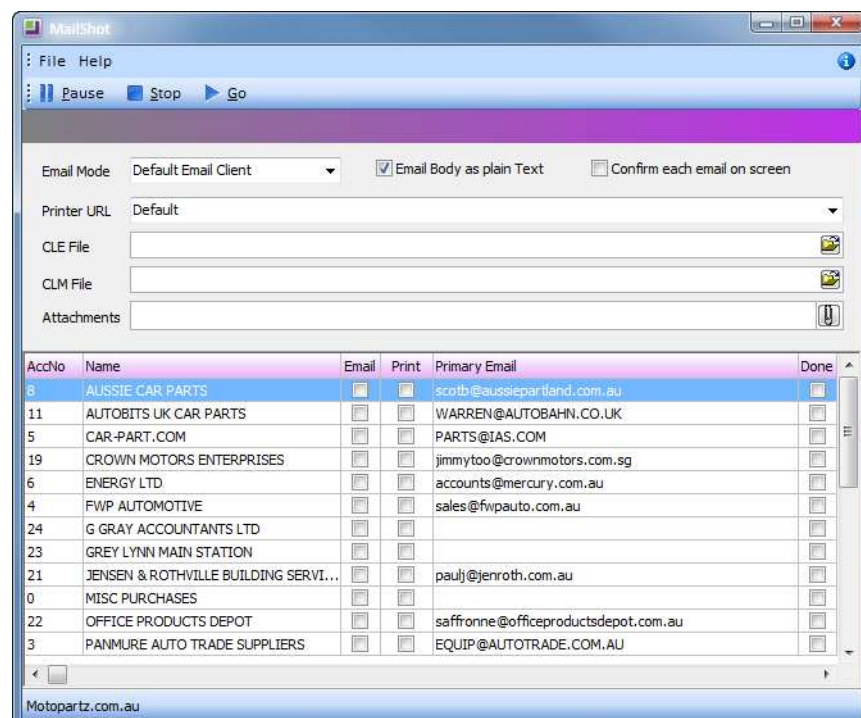 MailShot
File Help
Pause Stop Go
Email Mode Default Email Client Email Body as plain Text Confirm each email on screen
Printer URL Default
CLE File
CLM File
Attachments
AccNo Name Email Print Primary Email Done
8 AUSSIE CAR PARTS scotb@aussiepartland.com.au
11 AUTOBITS UK CAR PARTS WARREN@AUTOBAHN.CO.UK
5 CAR-PART.COM PARTS@IAS.COM
19 CROWN MOTORS ENTERPRISES jimmytoo@crownmotors.com.sg
6 ENERGY LTD accounts@mercury.com.au
4 FWP AUTOMOTIVE sales@fwpauto.com.au
24 G GRAY ACCOUNTANTS LTD
23 GREY LYNN MAIN STATION
21 JENSEN & ROTHVILLE BUILDING SERVI... paulj@jenroth.com.au
0 MISC PURCHASES
22 OFFICE PRODUCTS DEPOT saffronne@officeproductsdepot.com.au
3 PANMURE AUTO TRADE SUPPLIERS EQUIP@AUTOTRADE.COM.AU
Motopartz.com.au